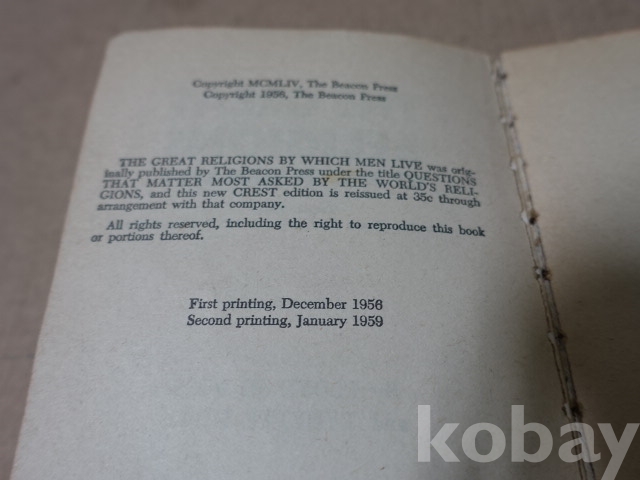 Copyright MCMLIV, The Beacon Press
Copyright 1956, The Beacon Press
THE GREAT RELIGIONS BY WHICH MEN LIVE was orig-
inally published by The Beacon Press under the title QUESTIONS
THAT MATTER MOST ASKED BY THE WORLD'S RELI-
GIONS, and this new CREST edition is reissued at 35c through
arrangement with that company.
All rights reserved, including the right to reproduce this book
or portions thereof.
First printing, December 1956
Second printing, January 1959
kobay